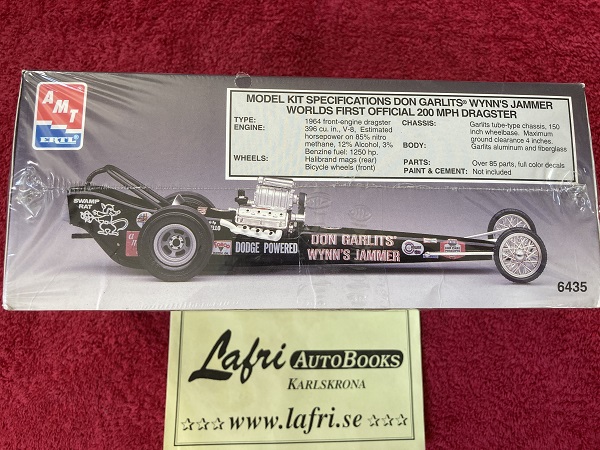 AMT
ERTL
MODEL KIT SPECIFICATIONS DON GARLITS® WYNN'S JAMMER
WORLDS FIRST OFFICIAL 200 MPH DRAGSTER
TYPE: 1964 front-engine dragster
ENGINE: 396 cu. in., V-8, Estimated
horsepower on 85% nitro
methane, 12% Alcohol, 3%
Benzine fuel: 1250 hp.
WHEELS: Halibrand mags (rear)
Bicycle wheels (front)
CHASSIS: Garlits tube-type chassis, 150
inch wheelbase. Maximum
ground clearance 4 inches.
BODY: Garlits aluminum and fiberglass
PARTS: Over 85 parts, full color decals
PAINT & CEMENT: Not included
SWAMP
RAT
DODGE POWERED
DON GARLITS'
WYNN'S JAMMER
6435
Lafri AUTOBOOKS
KARLSKRONA
☆☆☆ www.lafri.se ☆☆☆